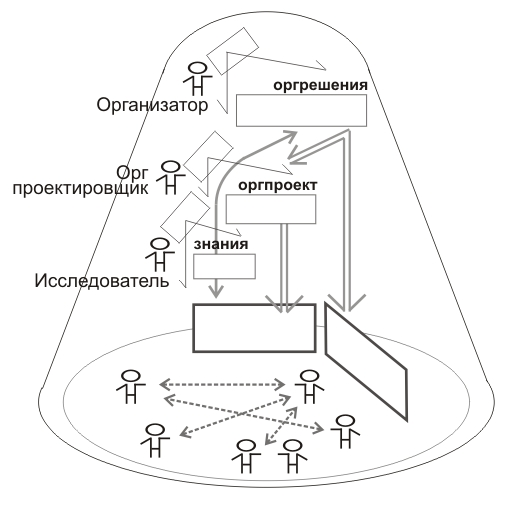 оргрешения
Организатор
Орг
проектировщик
оргпроект
знания
Исследователь